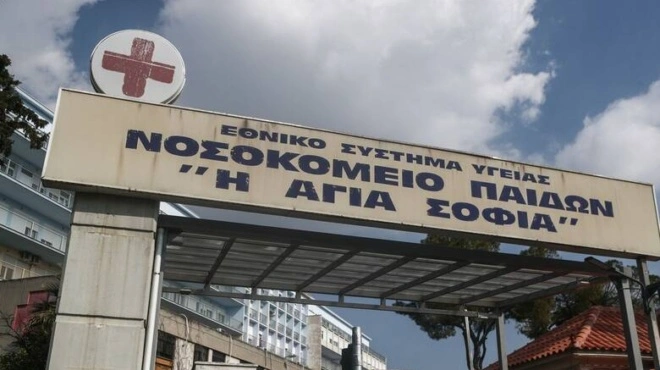 ΕΘΝΙΚΟ ΣΥΣΤΗΜΑ ΥΓΕΙΑΣ
ΝΟΣΟΚΟΜΕΙΟ ΠΑΙΔΩΝ
"Η ΑΓΙΑ ΣΟΦΙΑ"